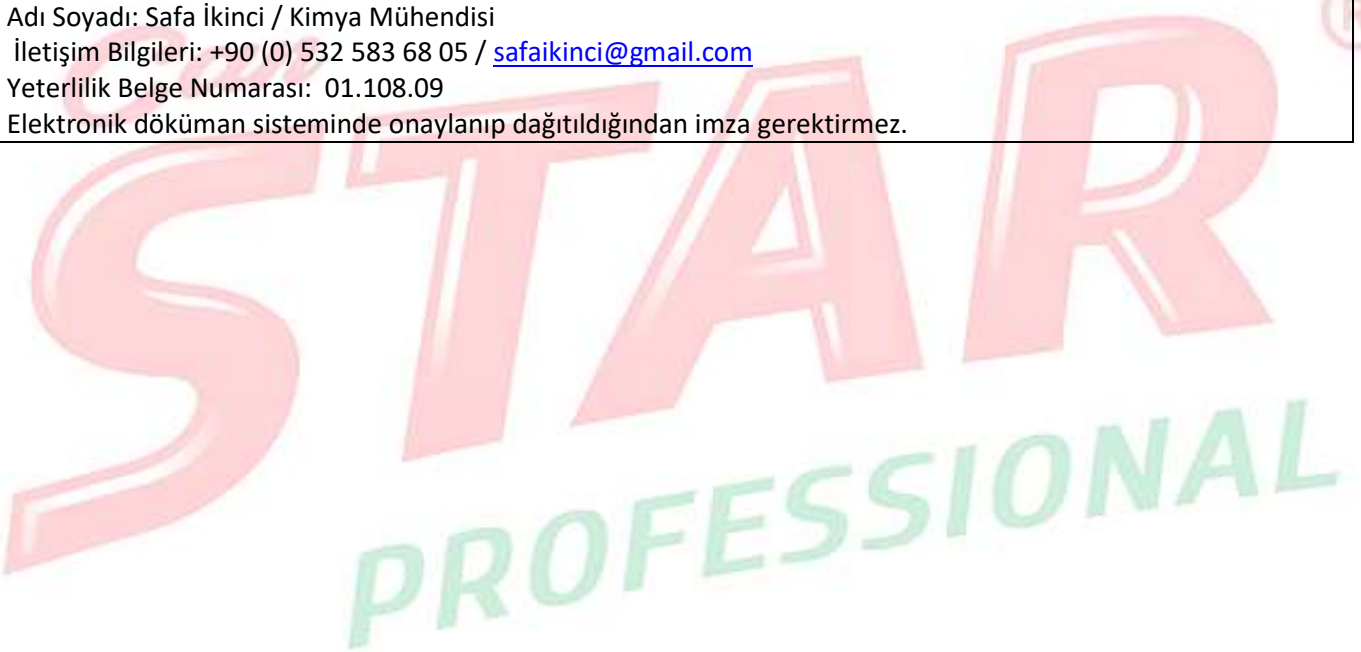 Adı Soyadı: Safa İkinci / Kimya Mühendisi
İletişim Bilgileri: +90 (0) 532 583 68 05 / safaikinci@gmail.com
Yeterlilik Belge Numarası: 01.108.09
Elektronik döküman sisteminde onaylanıp dağıtıldığından imza gerektirmez.
STAR
PROFESSIONAL